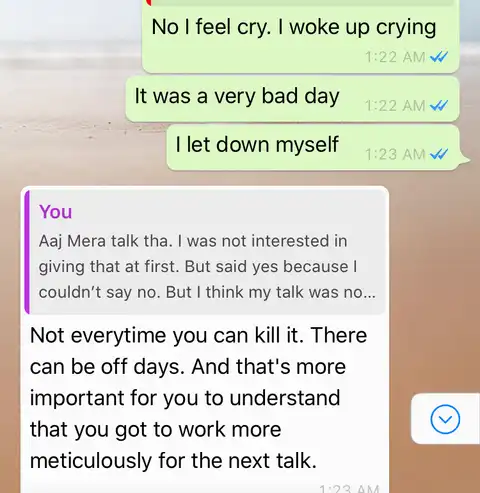 No I feel cry. I woke up crying
1:22 AM
It was a very bad day
1:22 AM
I let down myself
1:23 AM
You
Aaj Mera talk tha. I was not interested in
giving that at first. But said yes because I
couldn't say no. But I think my talk was no...
Not everytime you can kill it. There
can be off days. And that's more
important for you to understand
that you got to work more
meticulously for the next talk.
1:23 AM